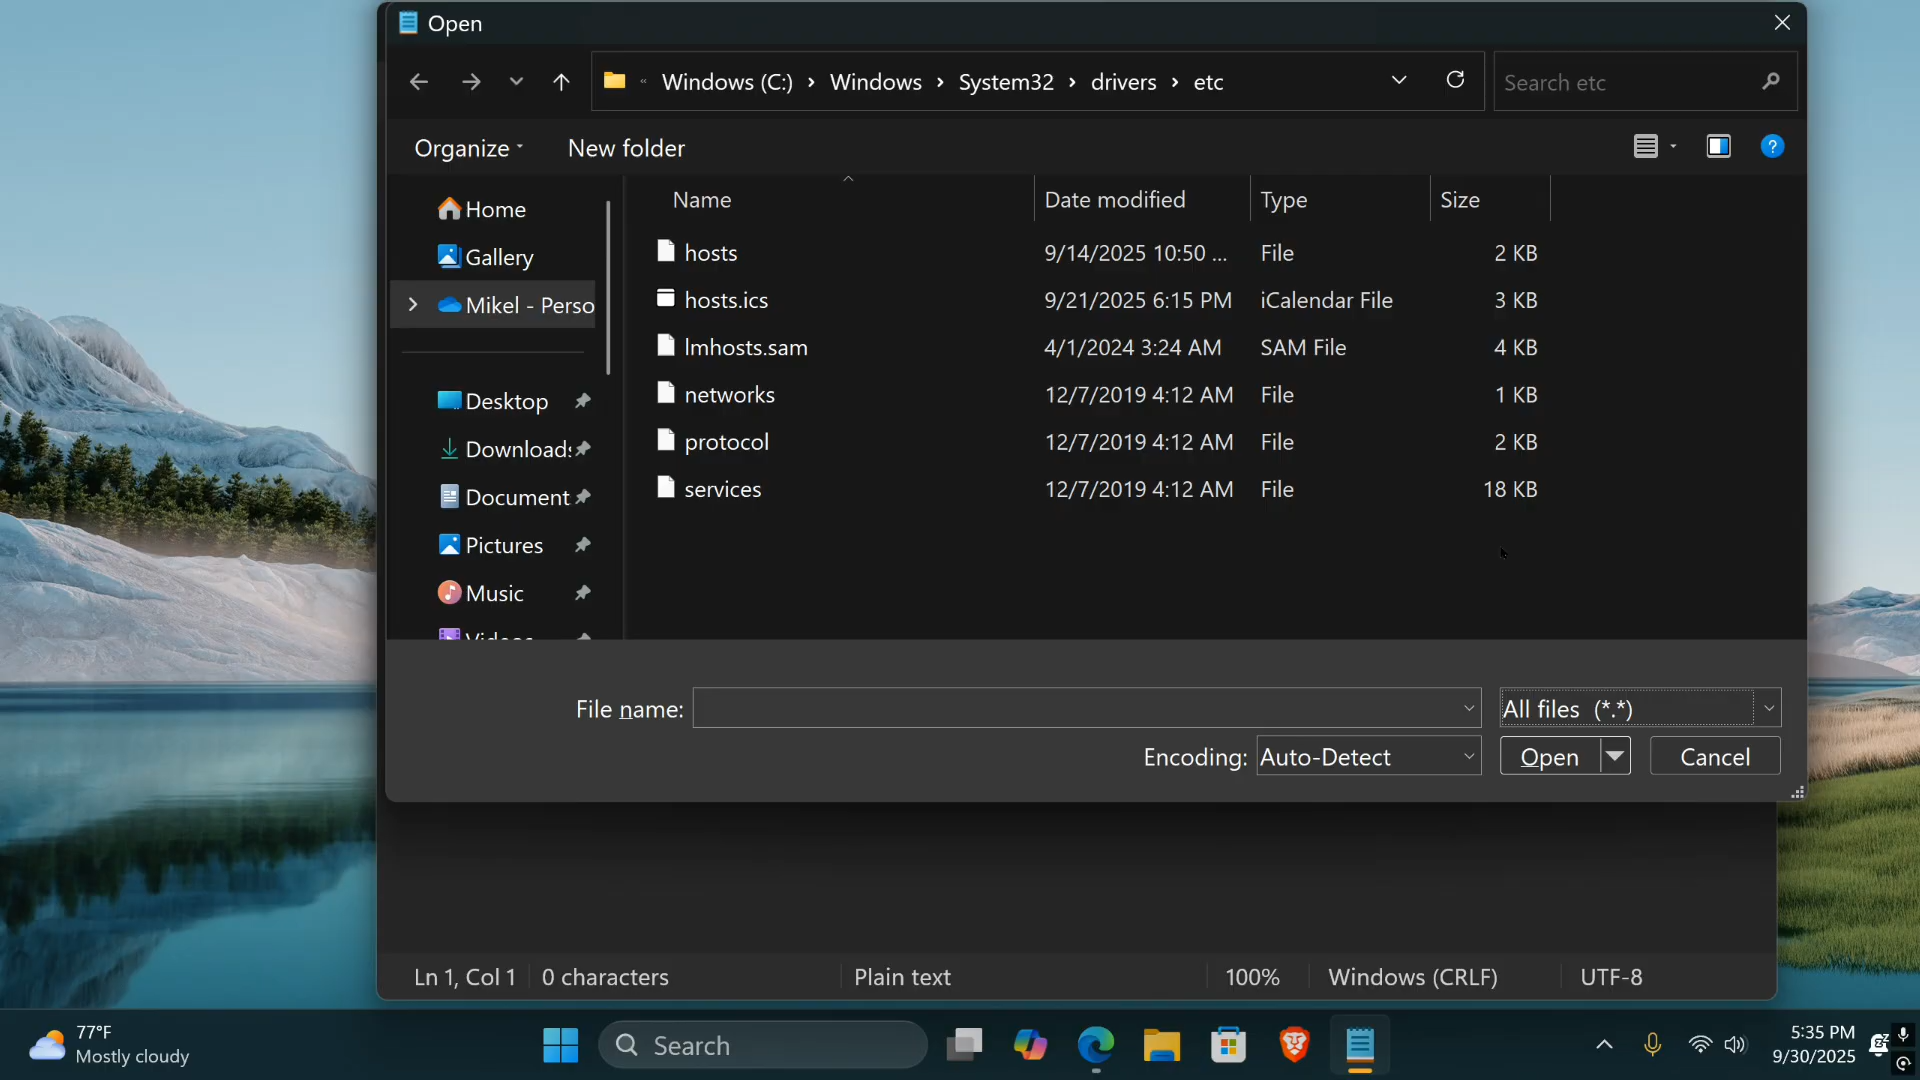 Open
« Windows (C:) › Windows › System32 › drivers › etc
Search etc
Organize
New folder
?
Home
Gallery
Mikel - Perso
Desktop
Downloads
Document
Pictures
Music
Videos
Name Date modified Type Size
hosts 9/14/2025 10:50 ... File 2 KB
hosts.ics 9/21/2025 6:15 PM iCalendar File 3 KB
lmhosts.sam 4/1/2024 3:24 AM SAM File 4 KB
networks 12/7/2019 4:12 AM File 1 KB
protocol 12/7/2019 4:12 AM File 2 KB
services 12/7/2019 4:12 AM File 18 KB
File name:
All files (*.*)
Encoding: Auto-Detect
Open
Cancel
Ln 1, Col 1 0 characters Plain text 100% Windows (CRLF) UTF-8
77°F
Mostly cloudy
Search
5:35 PM
9/30/2025